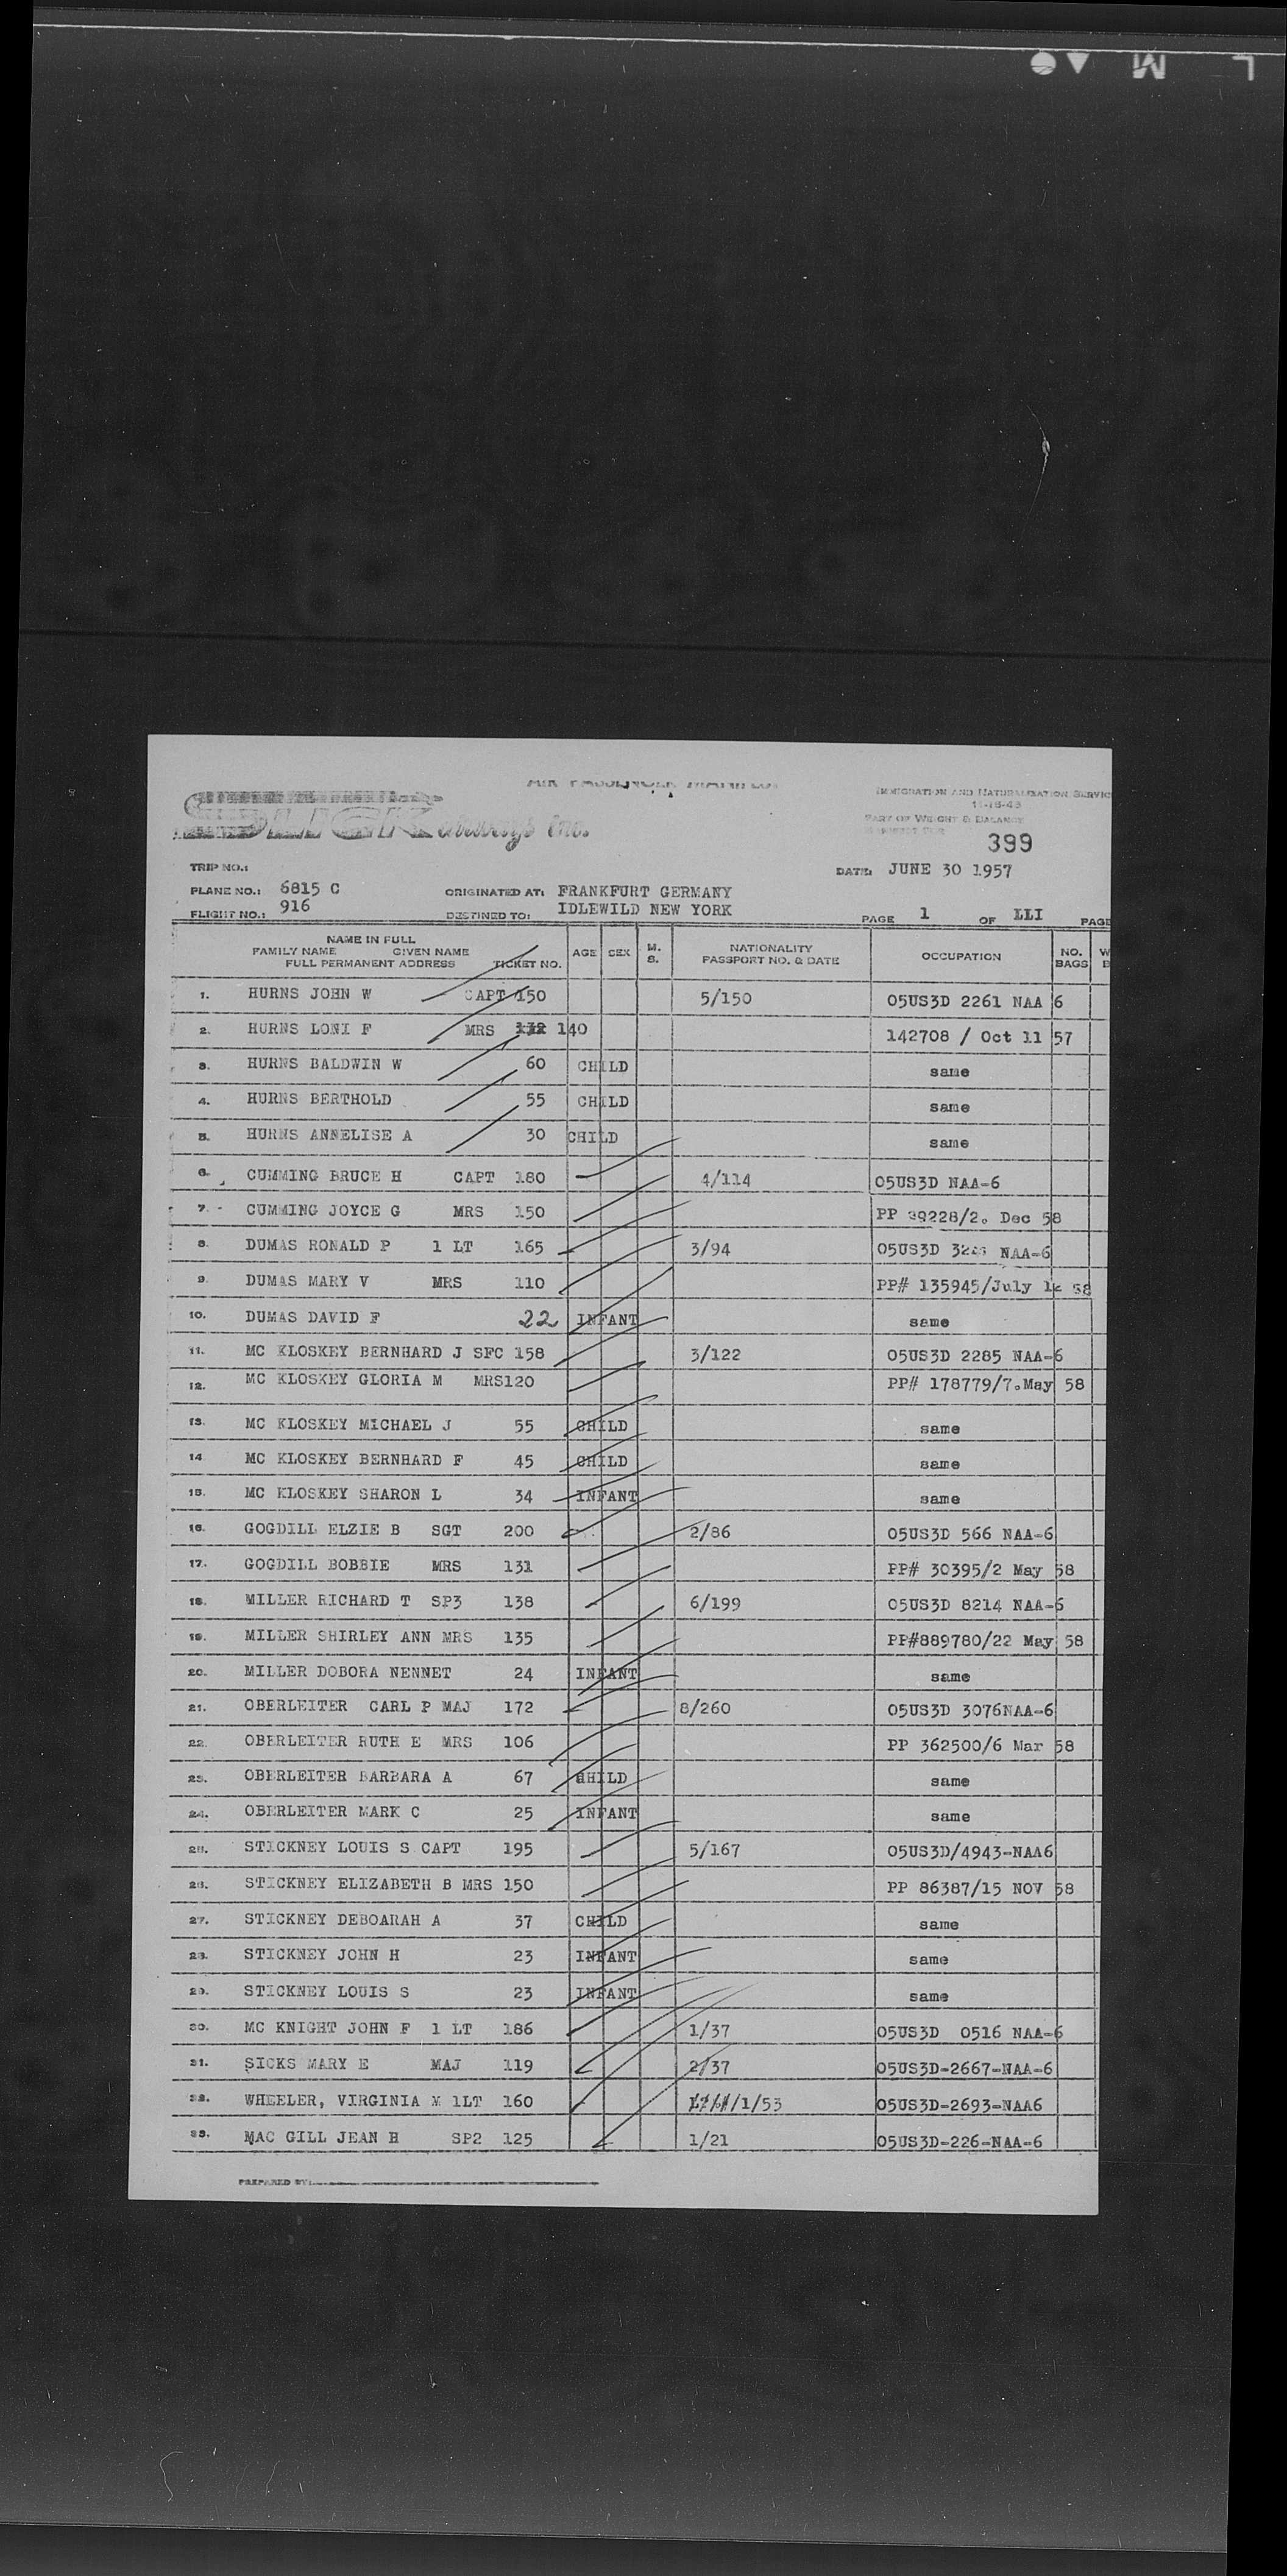 L M
AIR PASSENGER MANIFEST
SLICK airways inc.
IMMIGRATION AND NATURALIZATION SERVIC
11-18-48
PART OF WEIGHT & BALANCE
399
TRIP NO.: DATE: JUNE 30 1957
PLANE NO.: 6815 C ORIGINATED AT: FRANKFURT GERMANY
FLIGHT NO.: 916 DESTINED TO: IDLEWILD NEW YORK PAGE 1 OF LLI PAGE
NAME IN FULL
FAMILY NAME GIVEN NAME
FULL PERMANENT ADDRESS TICKET NO. AGE SEX M. S. NATIONALITY PASSPORT NO. & DATE OCCUPATION NO. BAGS W B
1. HURNS JOHN W CAPT 150 5/150 05US3D 2261 NAA 6
2. HURNS LONI F MRS 140 142708 / Oct 11 57
3. HURNS BALDWIN W 60 CHILD same
4. HURNS BERTHOLD 55 CHILD same
5. HURNS ANNELISE A 30 CHILD same
6. CUMMING BRUCE H CAPT 180 4/114 05US3D NAA-6
7. CUMMING JOYCE G MRS 150 PP 39228/2. Dec 58
8. DUMAS RONALD P 1 LT 165 3/94 05US3D NAA-6
9. DUMAS MARY V MRS 110 PP# 135945/July 58
10. DUMAS DAVID F 22 INFANT same
11. MC KLOSKEY BERNHARD J SFC 158 3/122 05US3D 2285 NAA-6
12. MC KLOSKEY GLORIA M MRS120 PP# 178779/7.May 58
13. MC KLOSKEY MICHAEL J 55 CHILD same
14. MC KLOSKEY BERNHARD F 45 CHILD same
15. MC KLOSKEY SHARON L 34 INFANT same
16. GOGDILL ELZIE B SGT 200 2/86 05US3D 566 NAA-6
17. GOGDILL BOBBIE MRS 131 PP# 30395/2 May 58
18. MILLER RICHARD T SP3 138 6/199 05US3D 8214 NAA-6
19. MILLER SHIRLEY ANN MRS 135 PP#889780/22 May 58
20. MILLER DOBORA NENNET 24 INFANT same
21. OBERLEITER CARL P MAJ 172 8/260 05US3D 3076NAA-6
22. OBERLEITER RUTH E MRS 106 PP 362500/6 Mar 58
23. OBERLEITER BARBARA A 67 CHILD same
24. OBERLEITER MARK C 25 INFANT same
25. STICKNEY LOUIS S CAPT 195 5/167 05US3D/4943-NAA6
26. STICKNEY ELIZABETH B MRS 150 PP 86387/15 NOV 58
27. STICKNEY DEBOARAH A 37 CHILD same
28. STICKNEY JOHN H 23 INFANT same
29. STICKNEY LOUIS S 23 INFANT same
30. MC KNIGHT JOHN F 1 LT 186 1/37 05US3D 0516 NAA-6
31. SICKS MARY E MAJ 119 2/37 05US3D-2667-NAA-6
32. WHEELER, VIRGINIA M 1LT 160 /1/53 05US3D-2693-NAA6
33. MAC GILL JEAN H SP2 125 1/21 05US3D-226-NAA-6
PREPARED BY: